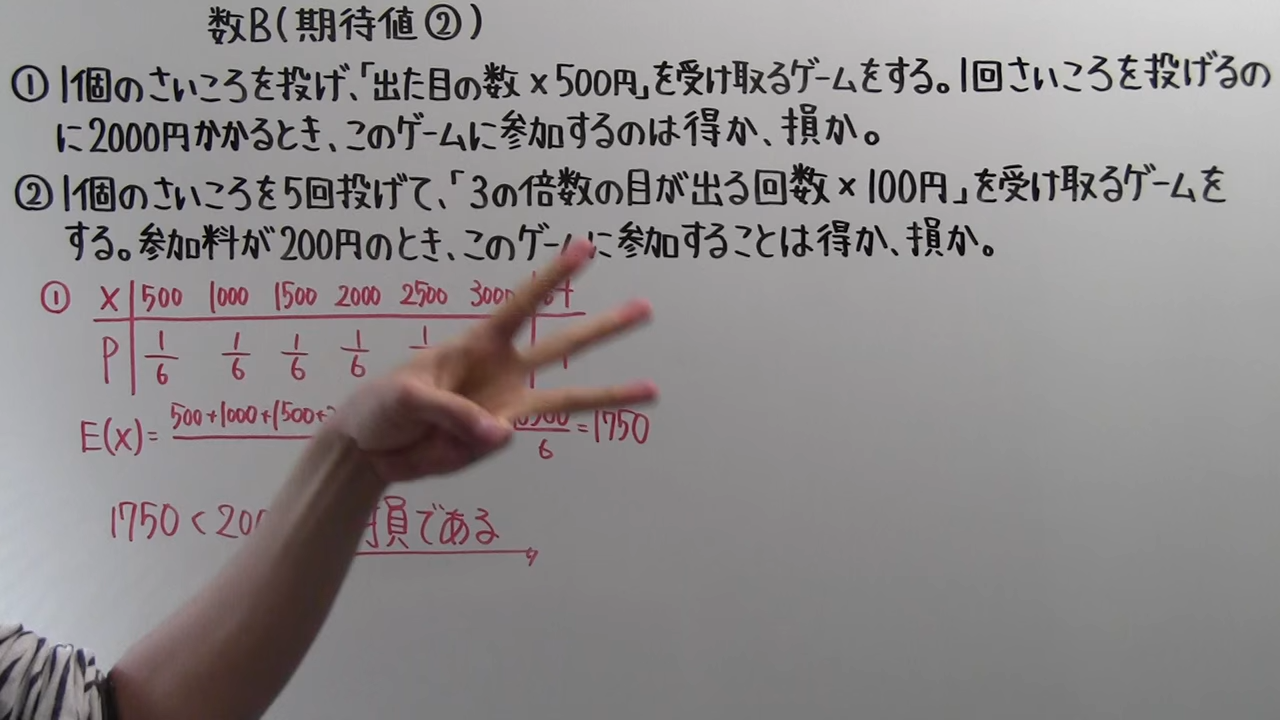 数B(期待値②)
①1個のさいころを投げ、「出た目の数×500円」を受け取るゲームをする。1回さいころを投げるの
に2000円かかるとき、このゲームに参加するのは得か、損か。
②1個のさいころを5回投げて、「3の倍数の目が出る回数×100円」を受け取るゲームを
する。参加料が200円のとき、このゲームに参加することは得か、損か。
① X 500 1000 1500 2000 2500 3000
P 1/6 1/6 1/6 1/6
E(X)= 500+1000+1500+ 6 =1750
1750<200 損である